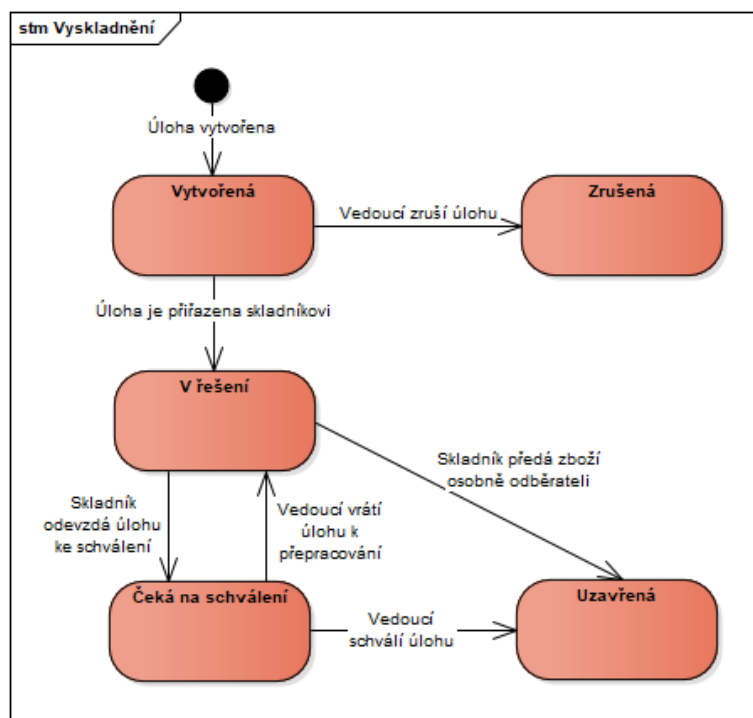 stm Vyskladnění
Úloha vytvořena
Vytvořená
Vedoucí zruší úlohu
Zrušená
Úloha je přiřazena skladníkovi
V řešení
Skladník předá zboží
osobně odběrateli
Skladník
odevzdá úlohu
ke schválení
Vedoucí vrátí
úlohu k
přepracování
Čeká na schválení
Vedoucí
schválí úlohu
Uzavřená